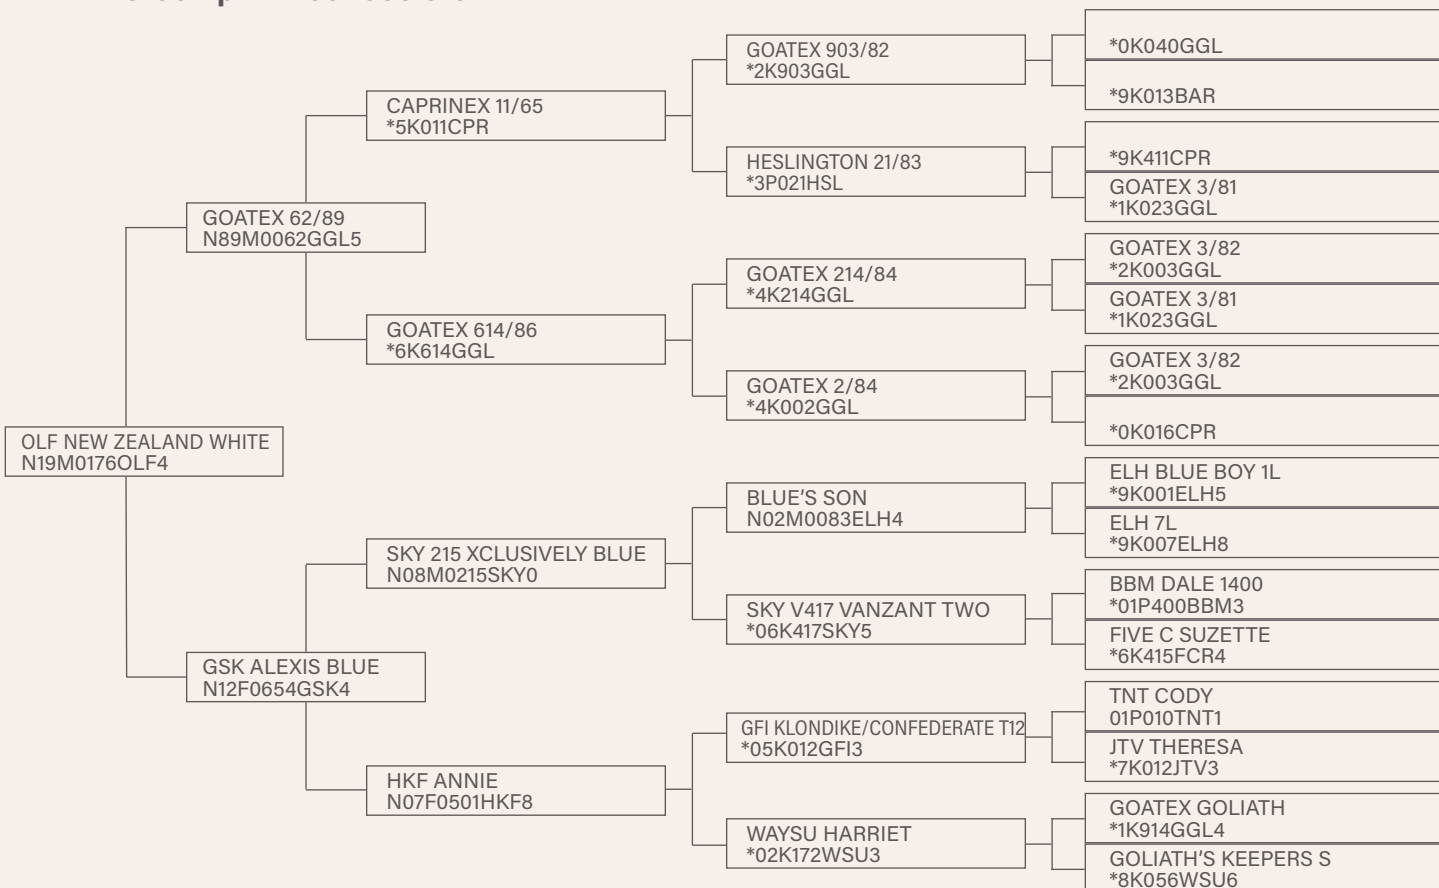 GOATEX 903/82
*2K903GGL
*0K040GGL
*9K013BAR
CAPRINEX 11/65
*5K011CPR
HESLINGTON 21/83
*3P021HSL
*9K411CPR
GOATEX 3/81
*1K023GGL
GOATEX 62/89
N89M0062GGL5
GOATEX 214/84
*4K214GGL
GOATEX 3/82
*2K003GGL
GOATEX 3/81
*1K023GGL
GOATEX 614/86
*6K614GGL
GOATEX 2/84
*4K002GGL
GOATEX 3/82
*2K003GGL
*0K016CPR
OLF NEW ZEALAND WHITE
N19M0176OLF4
BLUE'S SON
N02M0083ELH4
ELH BLUE BOY 1L
*9K001ELH5
ELH 7L
*9K007ELH8
SKY 215 XCLUSIVELY BLUE
N08M0215SKY0
SKY V417 VANZANT TWO
*06K417SKY5
BBM DALE 1400
*01P400BBM3
FIVE C SUZETTE
*6K415FCR4
GSK ALEXIS BLUE
N12F0654GSK4
GFI KLONDIKE/CONFEDERATE T12
*05K012GFI3
TNT CODY
01P010TNT1
JTV THERESA
*7K012JTV3
HKF ANNIE
N07F0501HKF8
WAYSU HARRIET
*02K172WSU3
GOATEX GOLIATH
*1K914GGL4
GOLIATH'S KEEPERS S
*8K056WSU6